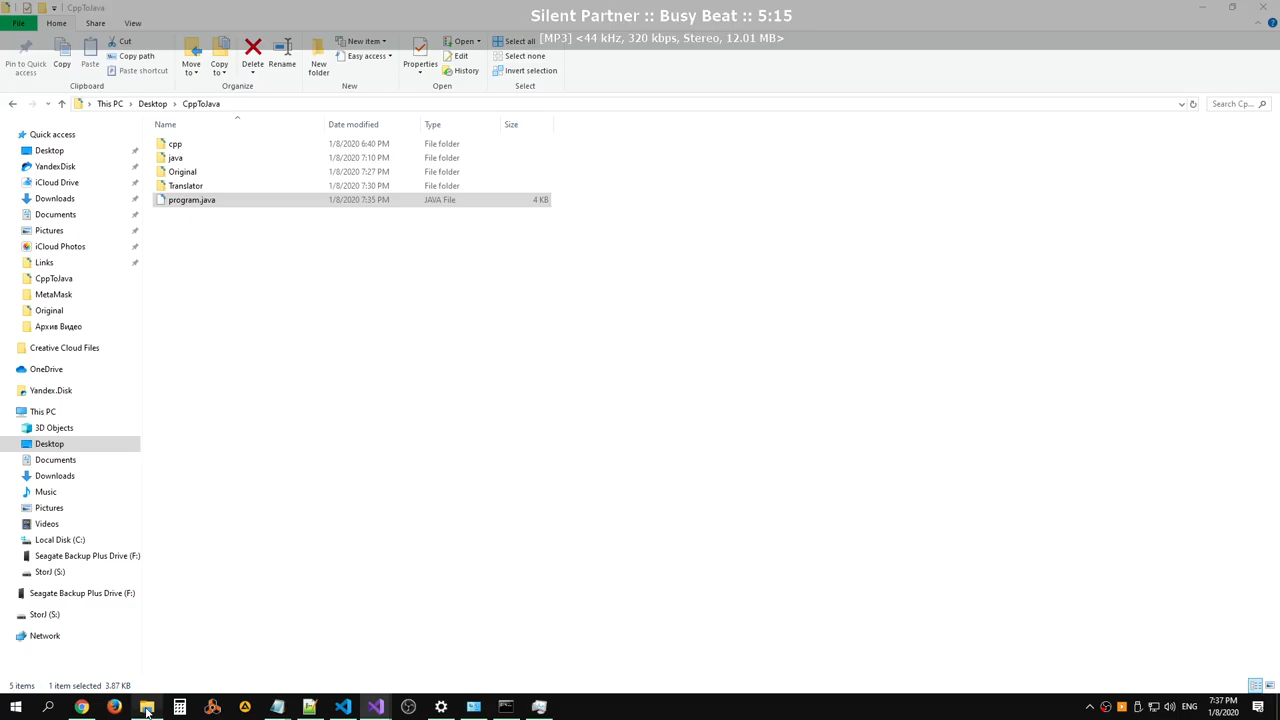 CppToJava
Silent Partner :: Busy Beat :: 5:15
[MP3] <44 kHz, 320 kbps, Stereo, 12.01 MB>
File Home Share View
Pin to Quick access
Copy
Paste
Cut
Copy path
Paste shortcut
Clipboard
Move to
Copy to
Delete
Rename
Organize
New folder
New item
Easy access
New
Properties
Open
Edit
History
Open
Select all
Select none
Invert selection
Select
This PC Desktop CppToJava
Search Cp...
Name Date modified Type Size
cpp 1/8/2020 6:40 PM File folder
java 1/8/2020 7:10 PM File folder
Original 1/8/2020 7:27 PM File folder
Translator 1/8/2020 7:30 PM File folder
program.java 1/8/2020 7:35 PM JAVA File 4 KB
Quick access
Desktop
YandexDisk
iCloud Drive
Downloads
Documents
Pictures
iCloud Photos
Links
CppToJava
MetaMask
Original
Архив Видео
Creative Cloud Files
OneDrive
Yandex.Disk
This PC
3D Objects
Desktop
Documents
Downloads
Music
Pictures
Videos
Local Disk (C:)
Seagate Backup Plus Drive (F:)
StorJ (S:)
Seagate Backup Plus Drive (F:)
StorJ (S:)
Network
5 items 1 item selected 3.87 KB
ENG
7:37 PM
1/8/2020